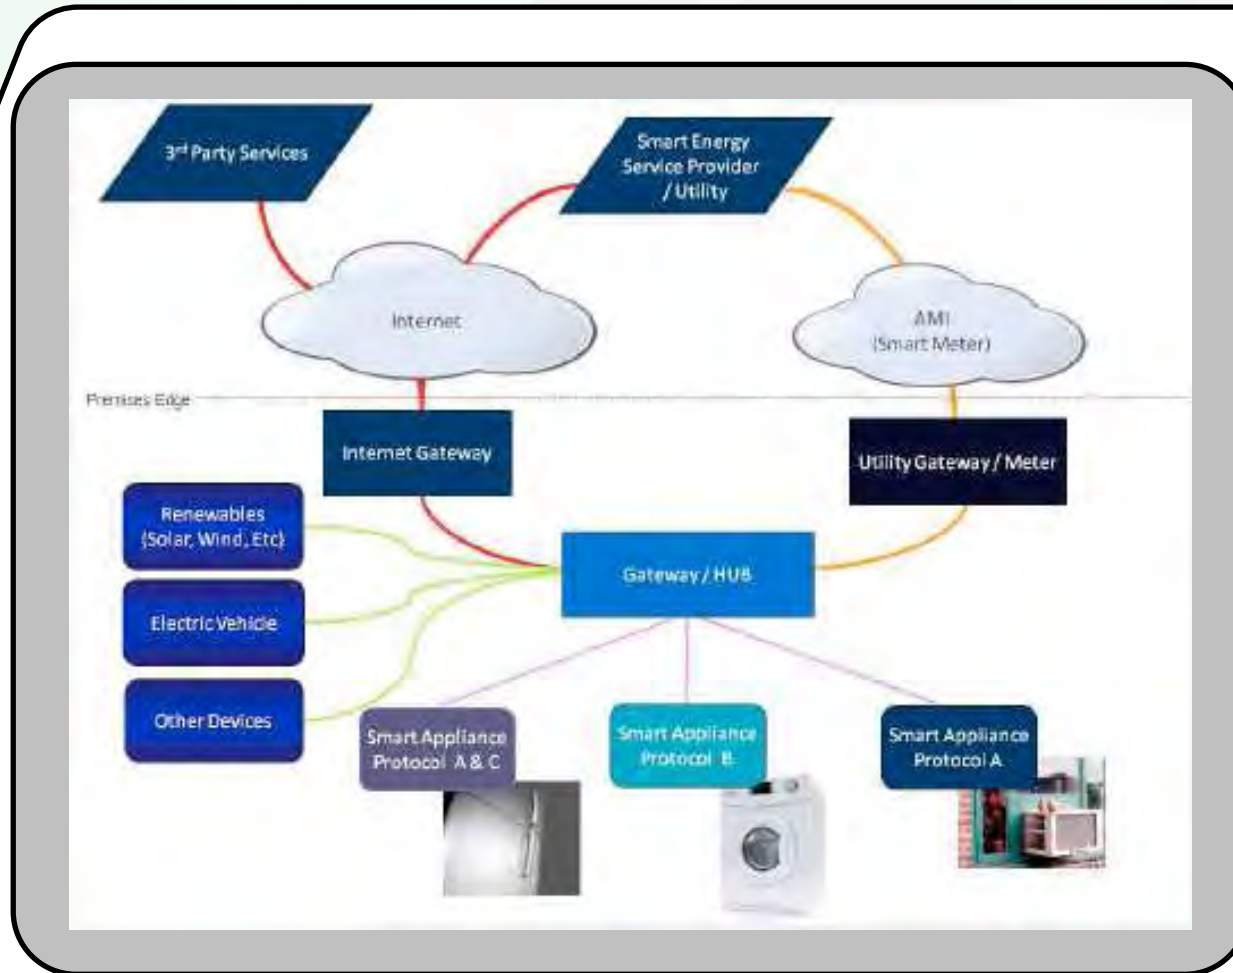 3rd Party Services
Smart Energy
Service Provider
/ Utility
Internet
AMI
(Smart Meter)
Premises Edge
Internet Gateway
Utility Gateway / Meter
Renewables
(Solar, Wind, Etc)
Gateway / HUB
Electric Vehicle
Other Devices
Smart Appliance
Protocol A & C
Smart Appliance
Protocol B
Smart Appliance
Protocol A